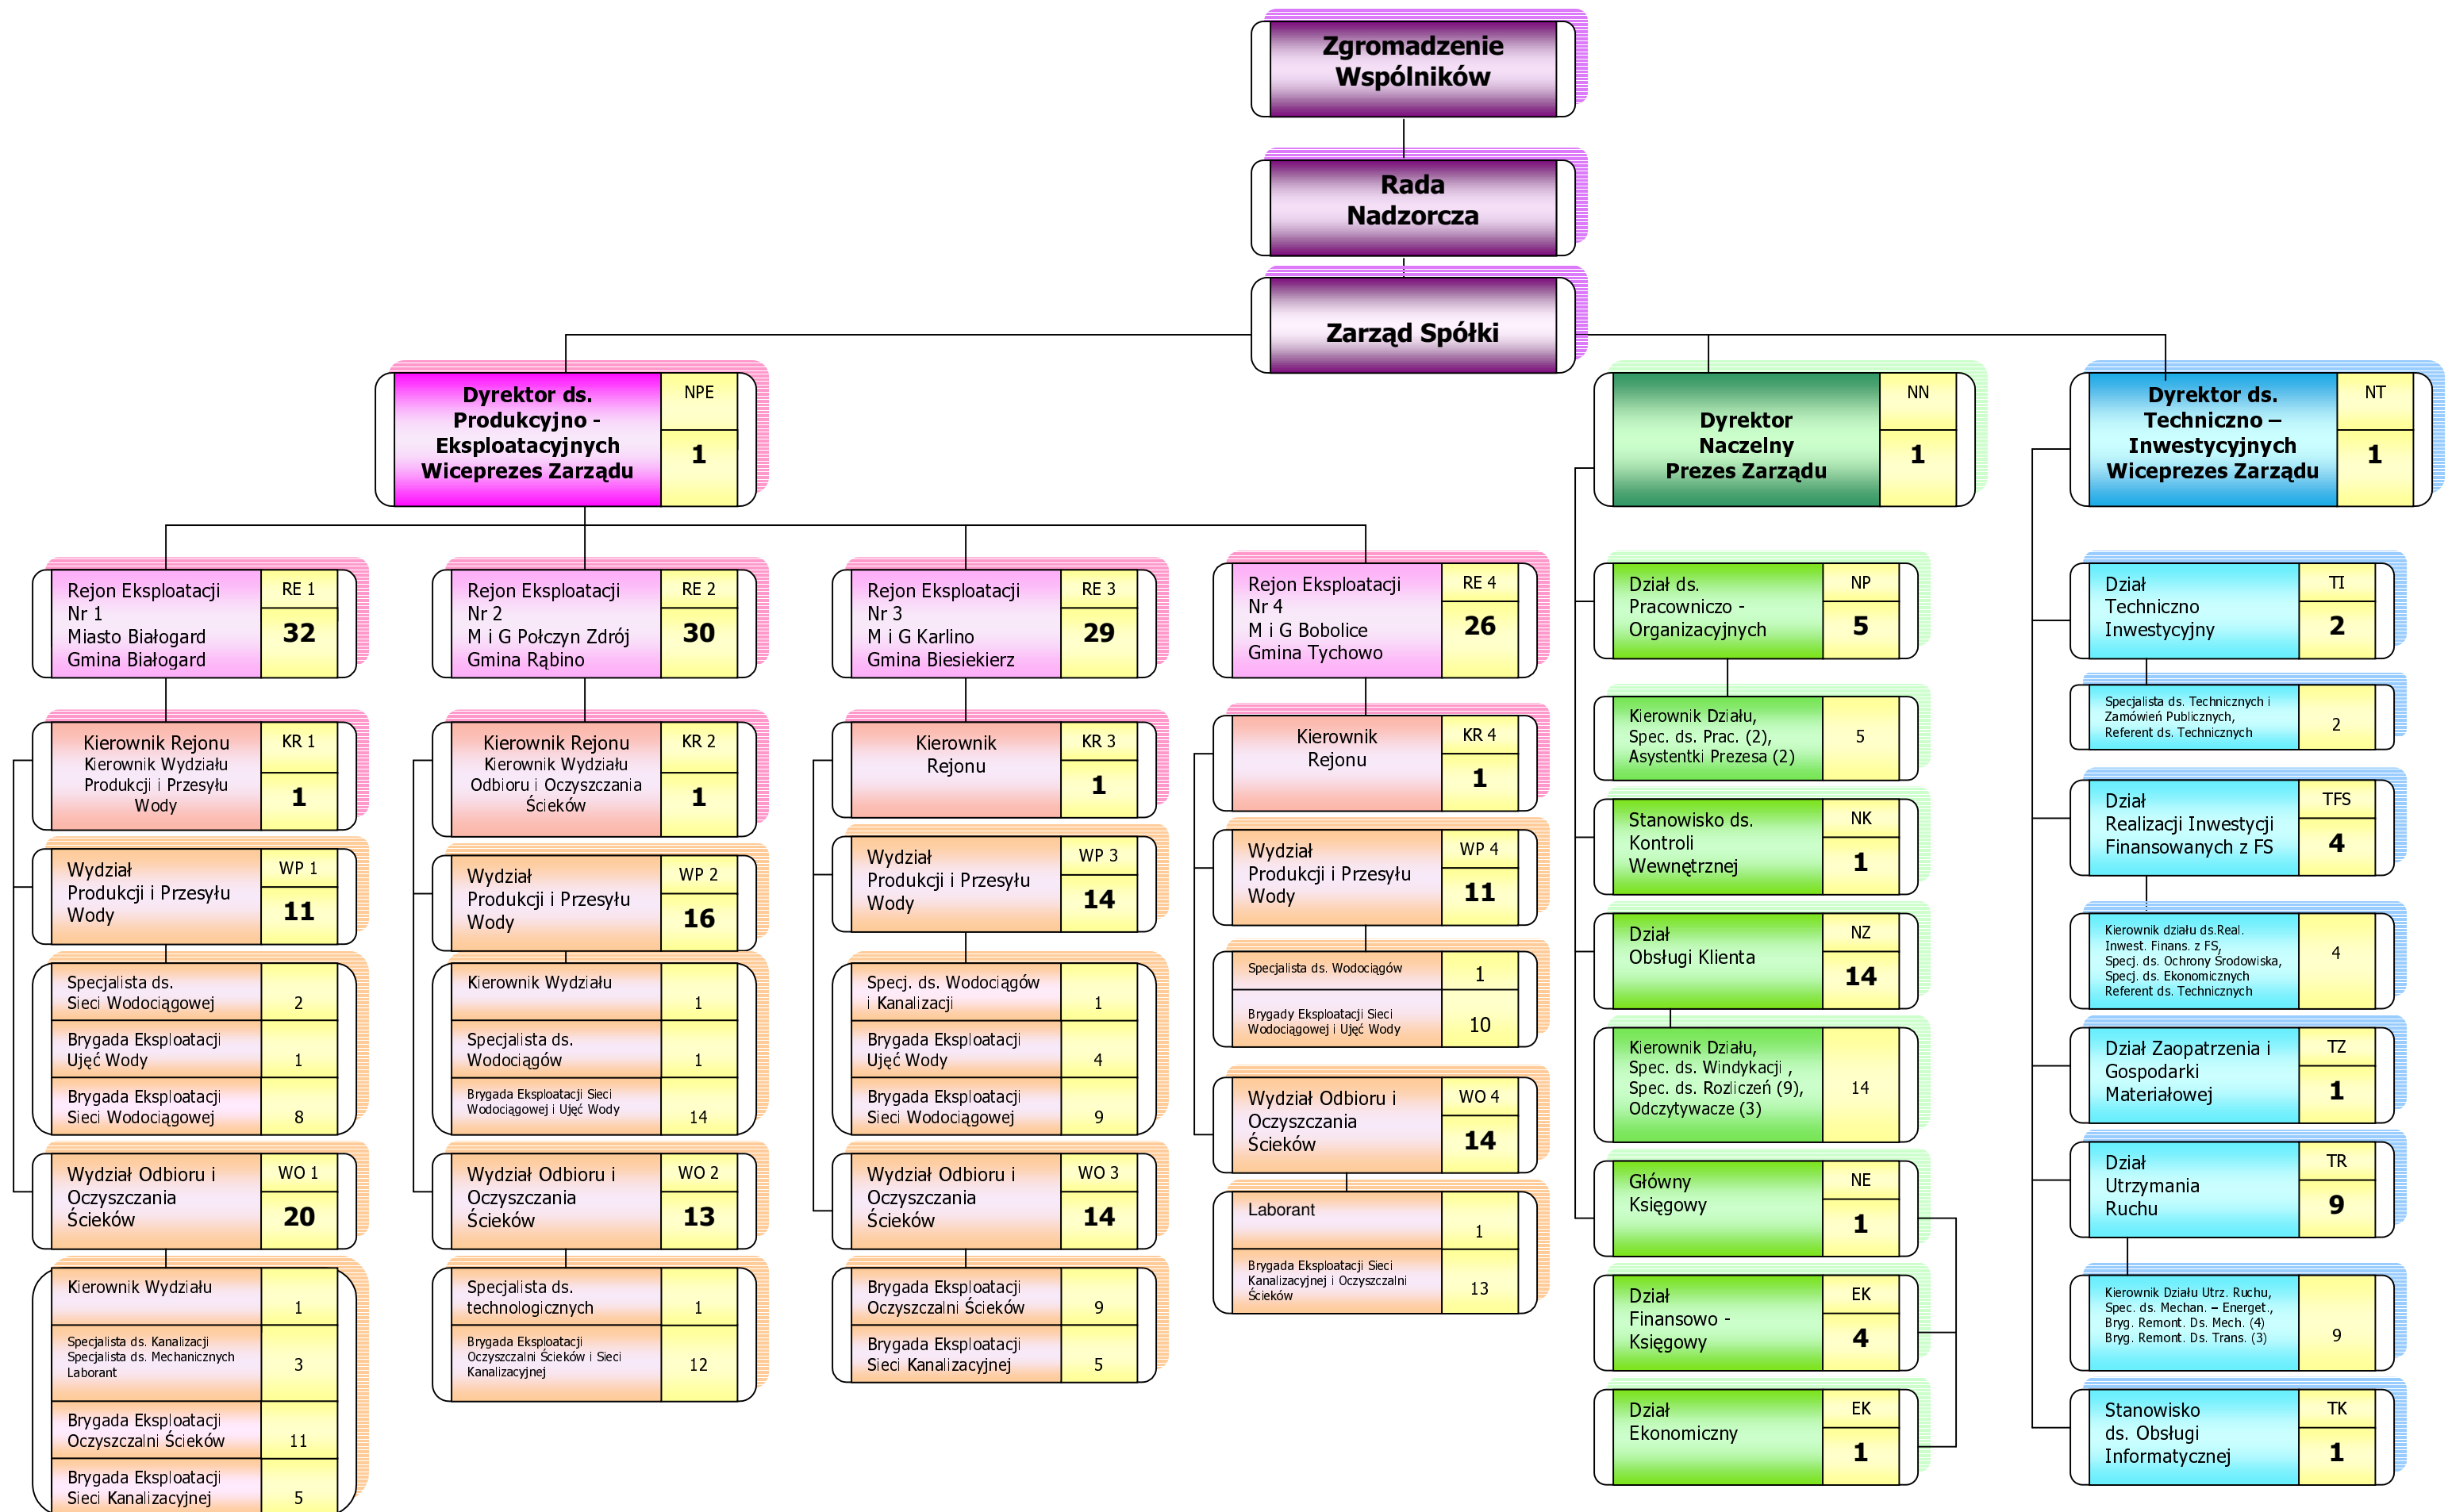 Zgromadzenie
Wspólników
Rada
Nadzorcza
Zarząd Spółki
Dyrektor ds.
Produkcyjno -
Eksploatacyjnych
Wiceprezes Zarządu
NPE
1
Dyrektor
Naczelny
Prezes Zarządu
NN
1
Dyrektor ds.
Techniczno –
Inwestycyjnych
Wiceprezes Zarządu
NT
1
Rejon Eksploatacji
Nr 1
Miasto Białogard
Gmina Białogard
RE 1
32
Kierownik Rejonu
Kierownik Wydziału
Produkcji i Przesyłu
Wody
KR 1
1
Wydział
Produkcji i Przesyłu
Wody
WP 1
11
Specjalista ds.
Sieci Wodociągowej
2
Brygada Eksploatacji
Ujęć Wody
1
Brygada Eksploatacji
Sieci Wodociągowej
8
Wydział Odbioru i
Oczyszczania
Ścieków
WO 1
20
Kierownik Wydziału
1
Specjalista ds. Kanalizacji
Specjalista ds. Mechanicznych
Laborant
3
Brygada Eksploatacji
Oczyszczalni Ścieków
11
Brygada Eksploatacji
Sieci Kanalizacyjnej
5
Rejon Eksploatacji
Nr 2
M i G Połczyn Zdrój
Gmina Rąbino
RE 2
30
Kierownik Rejonu
Kierownik Wydziału
Odbioru i Oczyszczania
Ścieków
KR 2
1
Wydział
Produkcji i Przesyłu
Wody
WP 2
16
Kierownik Wydziału
1
Specjalista ds.
Wodociągów
1
Brygada Eksploatacji Sieci
Wodociągowej i Ujęć Wody
14
Wydział Odbioru i
Oczyszczania
Ścieków
WO 2
13
Specjalista ds.
technologicznych
1
Brygada Eksploatacji
Oczyszczalni Ścieków i Sieci
Kanalizacyjnej
12
Rejon Eksploatacji
Nr 3
M i G Karlino
Gmina Biesiekierz
RE 3
29
Kierownik
Rejonu
KR 3
1
Wydział
Produkcji i Przesyłu
Wody
WP 3
14
Specj. ds. Wodociągów
i Kanalizacji
1
Brygada Eksploatacji
Ujęć Wody
4
Brygada Eksploatacji
Sieci Wodociągowej
9
Wydział Odbioru i
Oczyszczania
Ścieków
WO 3
14
Brygada Eksploatacji
Oczyszczalni Ścieków
9
Brygada Eksploatacji
Sieci Kanalizacyjnej
5
Rejon Eksploatacji
Nr 4
M i G Bobolice
Gmina Tychowo
RE 4
26
Kierownik
Rejonu
KR 4
1
Wydział
Produkcji i Przesyłu
Wody
WP 4
11
Specjalista ds. Wodociągów
1
Brygady Eksploatacji Sieci
Wodociągowej i Ujęć Wody
10
Wydział Odbioru i
Oczyszczania
Ścieków
WO 4
14
Laborant
1
Brygada Eksploatacji Sieci
Kanalizacyjnej i Oczyszczalni
Ścieków
13
Dział ds.
Pracowniczo -
Organizacyjnych
NP
5
Kierownik Działu,
Spec. ds. Prac. (2),
Asystentki Prezesa (2)
5
Stanowisko ds.
Kontroli
Wewnętrznej
NK
1
Dział
Obsługi Klienta
NZ
14
Kierownik Działu,
Spec. ds. Windykacji ,
Spec. ds. Rozliczeń (9),
Odczytywacze (3)
14
Główny
Księgowy
NE
1
Dział
Finansowo -
Księgowy
EK
4
Dział
Ekonomiczny
EK
1
Dział
Techniczno
Inwestycyjny
TI
2
Specjalista ds. Technicznych i
Zamówień Publicznych,
Referent ds. Technicznych
2
Dział
Realizacji Inwestycji
Finansowanych z FS
TFS
4
Kierownik działu ds.Real.
Inwest. Finans. z FS,
Specj. ds. Ochrony Środowiska,
Specj. ds. Ekonomicznych
Referent ds. Technicznych
4
Dział Zaopatrzenia i
Gospodarki
Materiałowej
TZ
1
Dział
Utrzymania
Ruchu
TR
9
Kierownik Działu Utrz. Ruchu,
Spec. ds. Mechan. – Energet.,
Bryg. Remont. Ds. Mech. (4)
Bryg. Remont. Ds. Trans. (3)
9
Stanowisko
ds. Obsługi
Informatycznej
TK
1